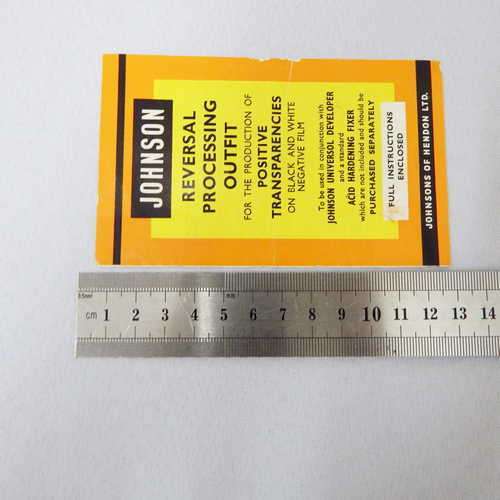 JOHNSON
REVERSAL
PROCESSING
OUTFIT
FOR THE PRODUCTION OF
POSITIVE
TRANSPARENCIES
ON BLACK AND WHITE
NEGATIVE FILM
To be used in conjunction with
JOHNSON UNIVERSOL DEVELOPER
and a standard
ACID HARDENING FIXER
which are not included and should be
PURCHASED SEPARATELY
FULL INSTRUCTIONS
ENCLOSED
JOHNSONS OF HENDON LTD.
0.5mm m/m
cm 1 2 3 4 5 6 7 8 9 10 11 12 13 14